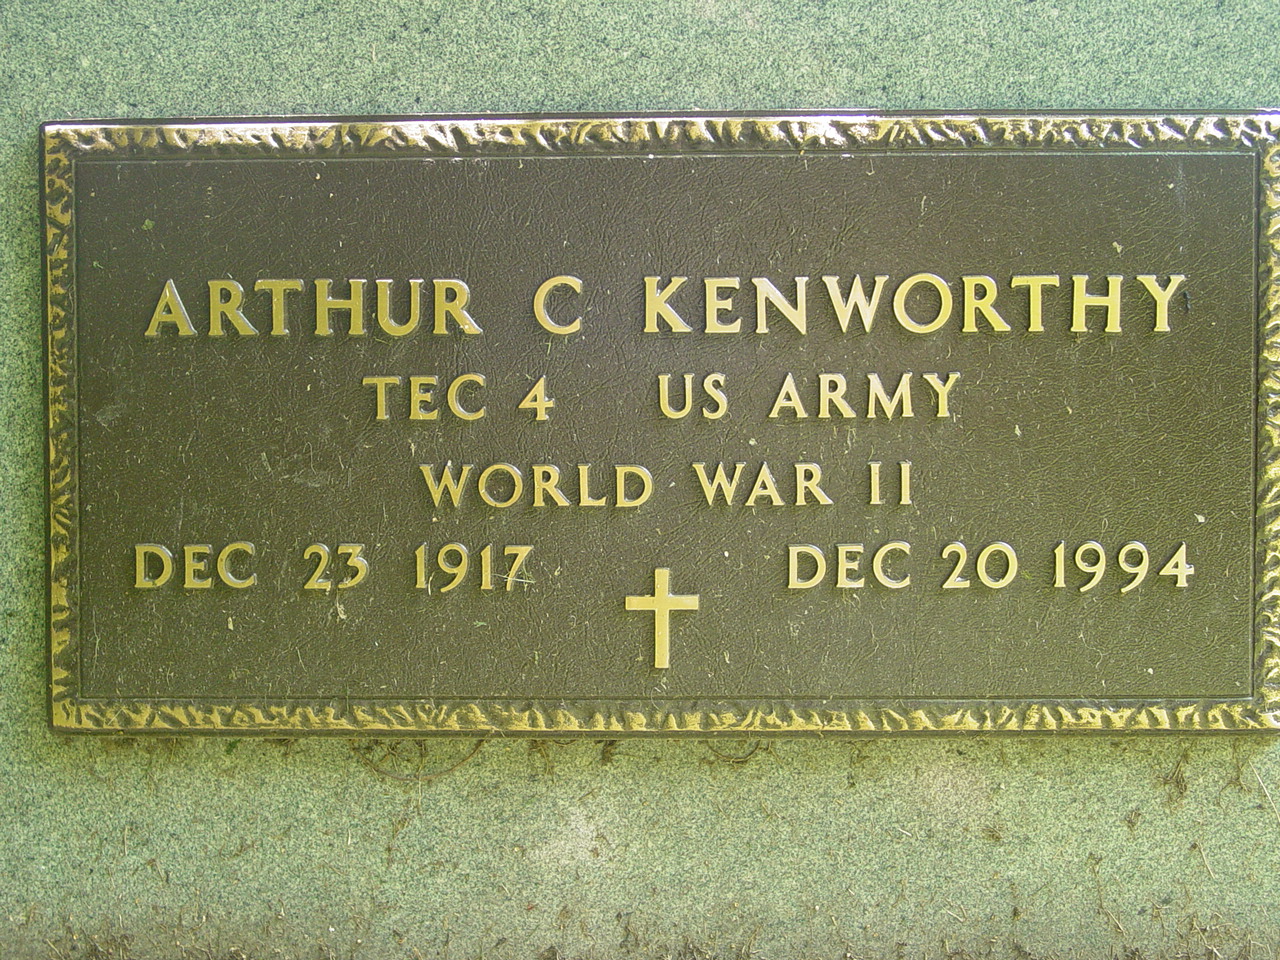 ARTHUR C KENWORTHY
TEC 4 US ARMY
WORLD WAR II
DEC 23 1917 DEC 20 1994